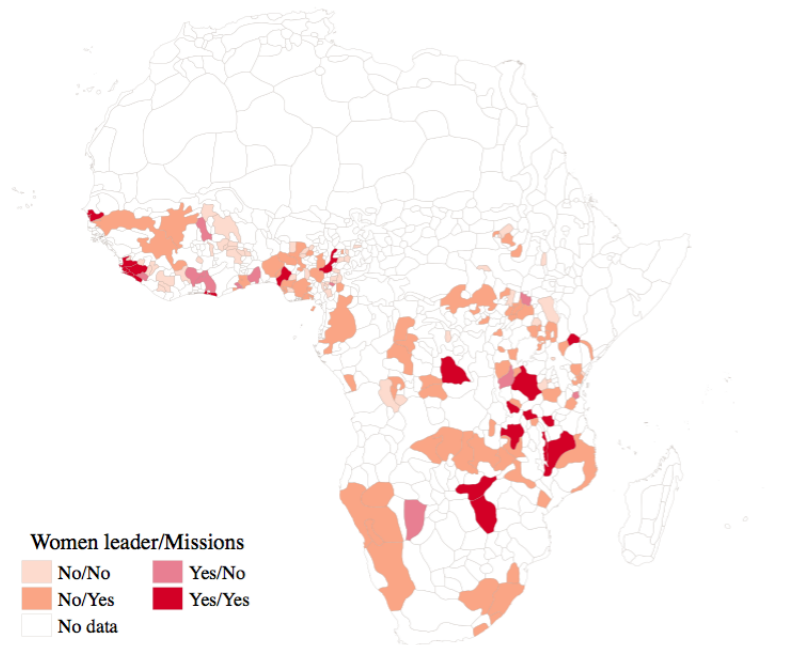 Women leader/Missions
No/No
Yes/No
No/Yes
Yes/Yes
No data